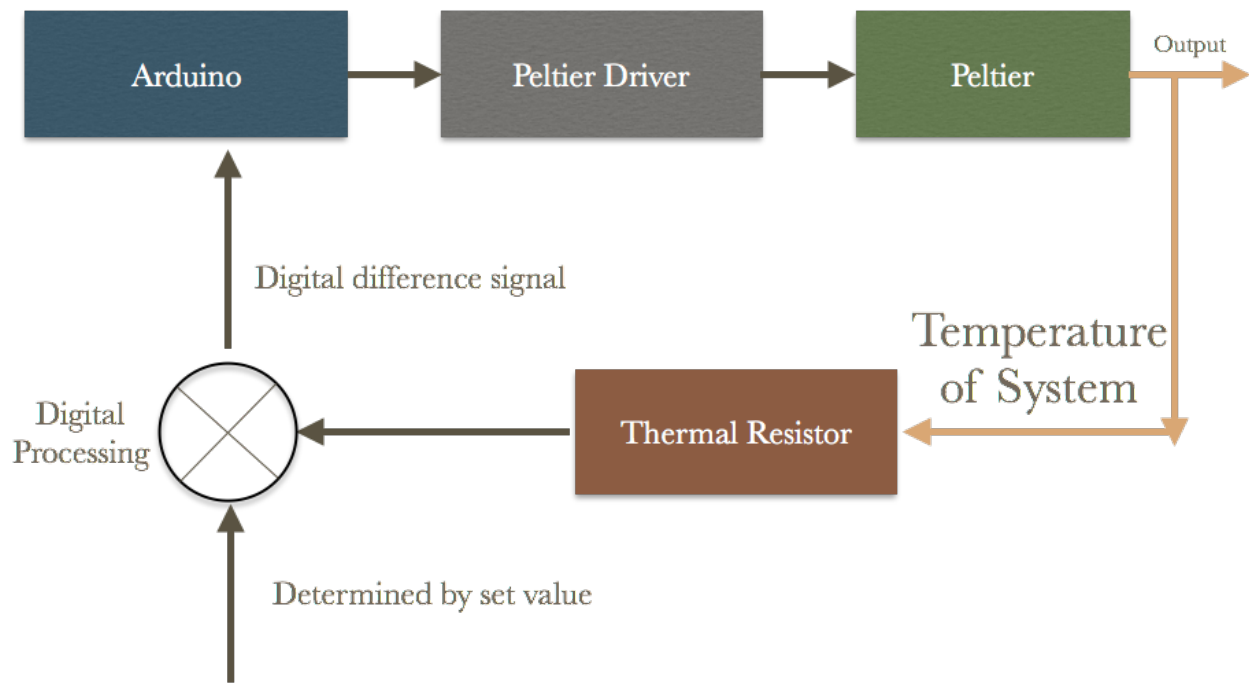 Arduino
Peltier Driver
Peltier
Output
Digital difference signal
Temperature
of System
Digital
Processing
Thermal Resistor
Determined by set value